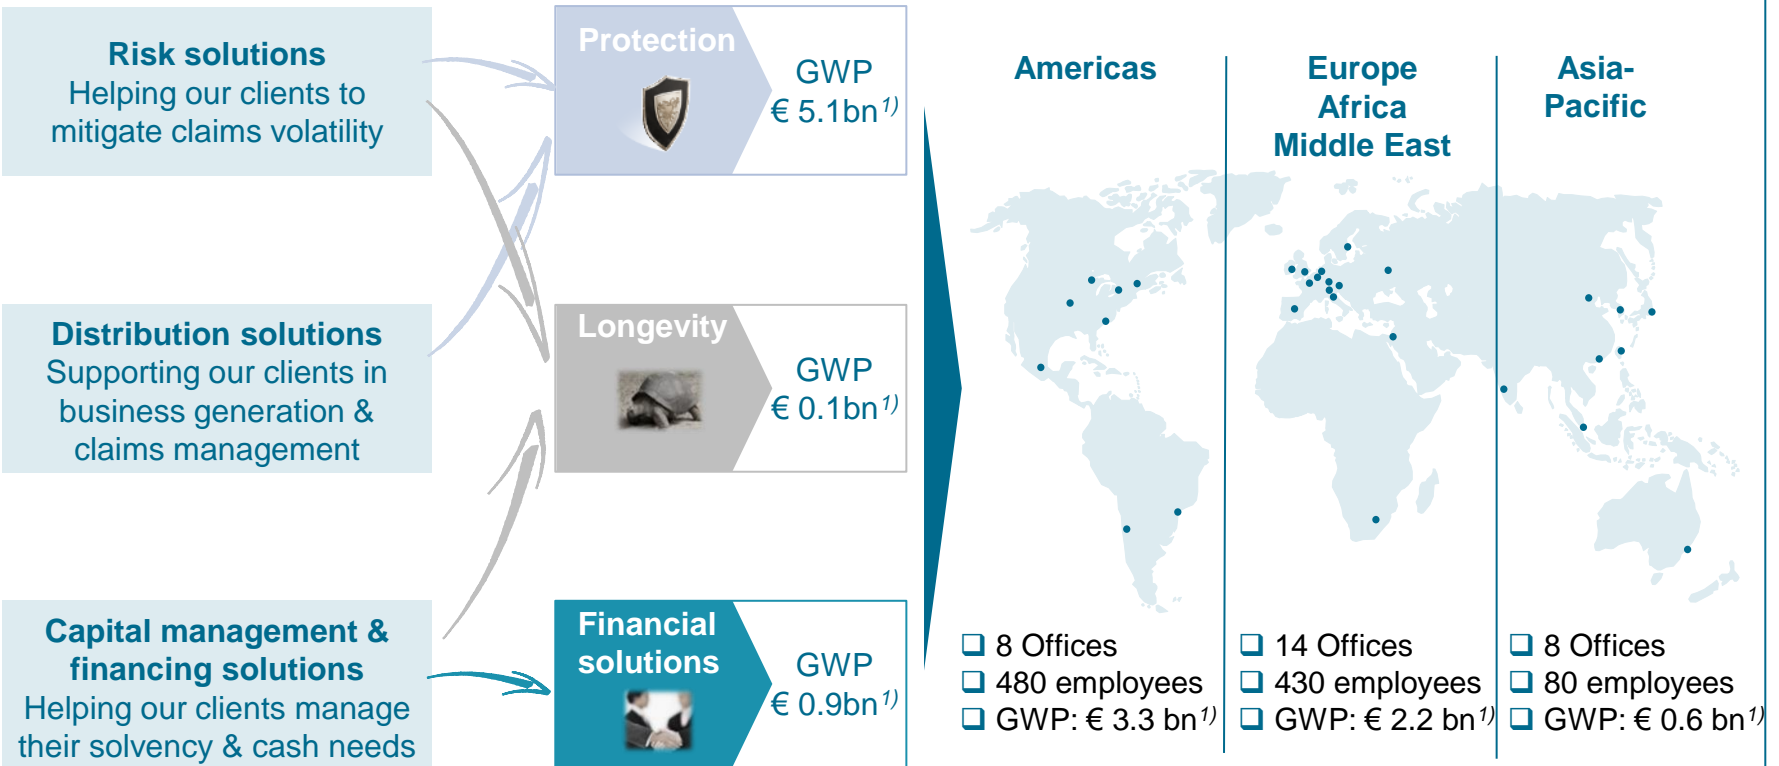 Risk solutions
Helping our clients to
mitigate claims volatility
Distribution solutions
Supporting our clients in
business generation &
claims management
Capital management &
financing solutions
Helping our clients manage
their solvency & cash needs
Protection
GWP
€ 5.1bn1)
Longevity
GWP
€ 0.1bn1)
Financial
solutions
GWP
€ 0.9bn1)
Americas
Europe
Africa
Middle East
Asia-
Pacific
❑ 8 Offices
❑ 480 employees
❑ GWP: € 3.3 bn1)
❑ 14 Offices
❑ 430 employees
❑ GWP: € 2.2 bn1)
❑ 8 Offices
❑ 80 employees
❑ GWP: € 0.6 bn1)